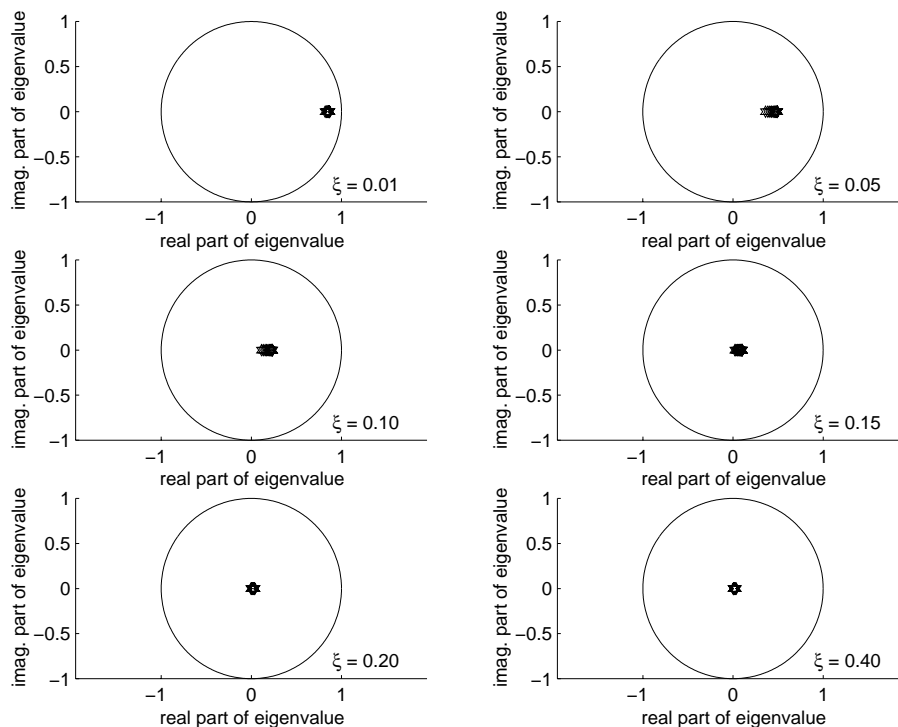 1
0.5
0
−0.5
−1
−1 0 1
real part of eigenvalue
imag. part of eigenvalue
ξ = 0.01
1
0.5
0
−0.5
−1
−1 0 1
real part of eigenvalue
imag. part of eigenvalue
ξ = 0.05
1
0.5
0
−0.5
−1
−1 0 1
real part of eigenvalue
imag. part of eigenvalue
ξ = 0.10
1
0.5
0
−0.5
−1
−1 0 1
real part of eigenvalue
imag. part of eigenvalue
ξ = 0.15
1
0.5
0
−0.5
−1
−1 0 1
real part of eigenvalue
imag. part of eigenvalue
ξ = 0.20
1
0.5
0
−0.5
−1
−1 0 1
real part of eigenvalue
imag. part of eigenvalue
ξ = 0.40